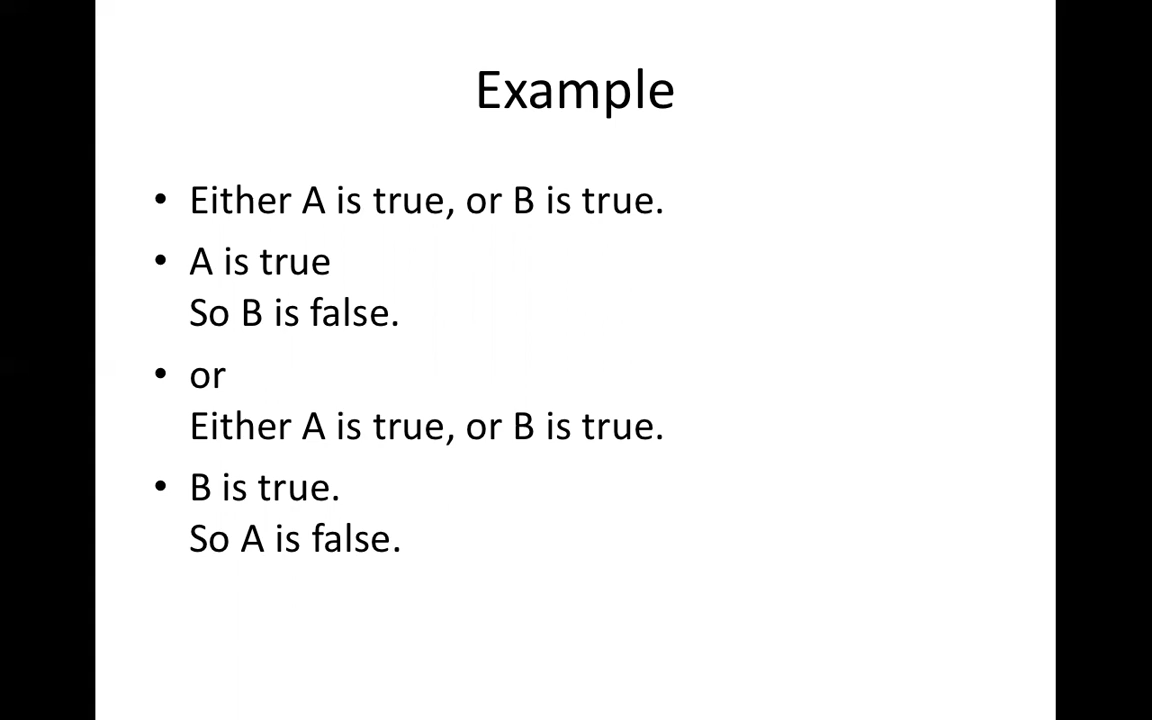 Example
• Either A is true, or B is true.
• A is true
So B is false.
• or
Either A is true, or B is true.
• B is true.
So A is false.